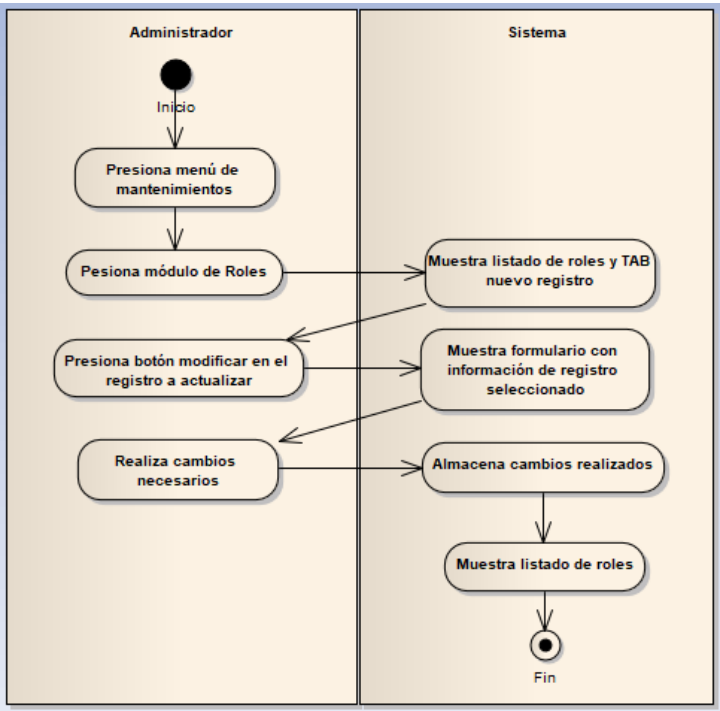 Administrador
Sistema
Inicio
Presiona menú de
mantenimientos
Pesiona módulo de Roles
Muestra listado de roles y TAB
nuevo registro
Presiona botón modificar en el
registro a actualizar
Muestra formulario con
información de registro
seleccionado
Realiza cambios
necesarios
Almacena cambios realizados
Muestra listado de roles
Fin